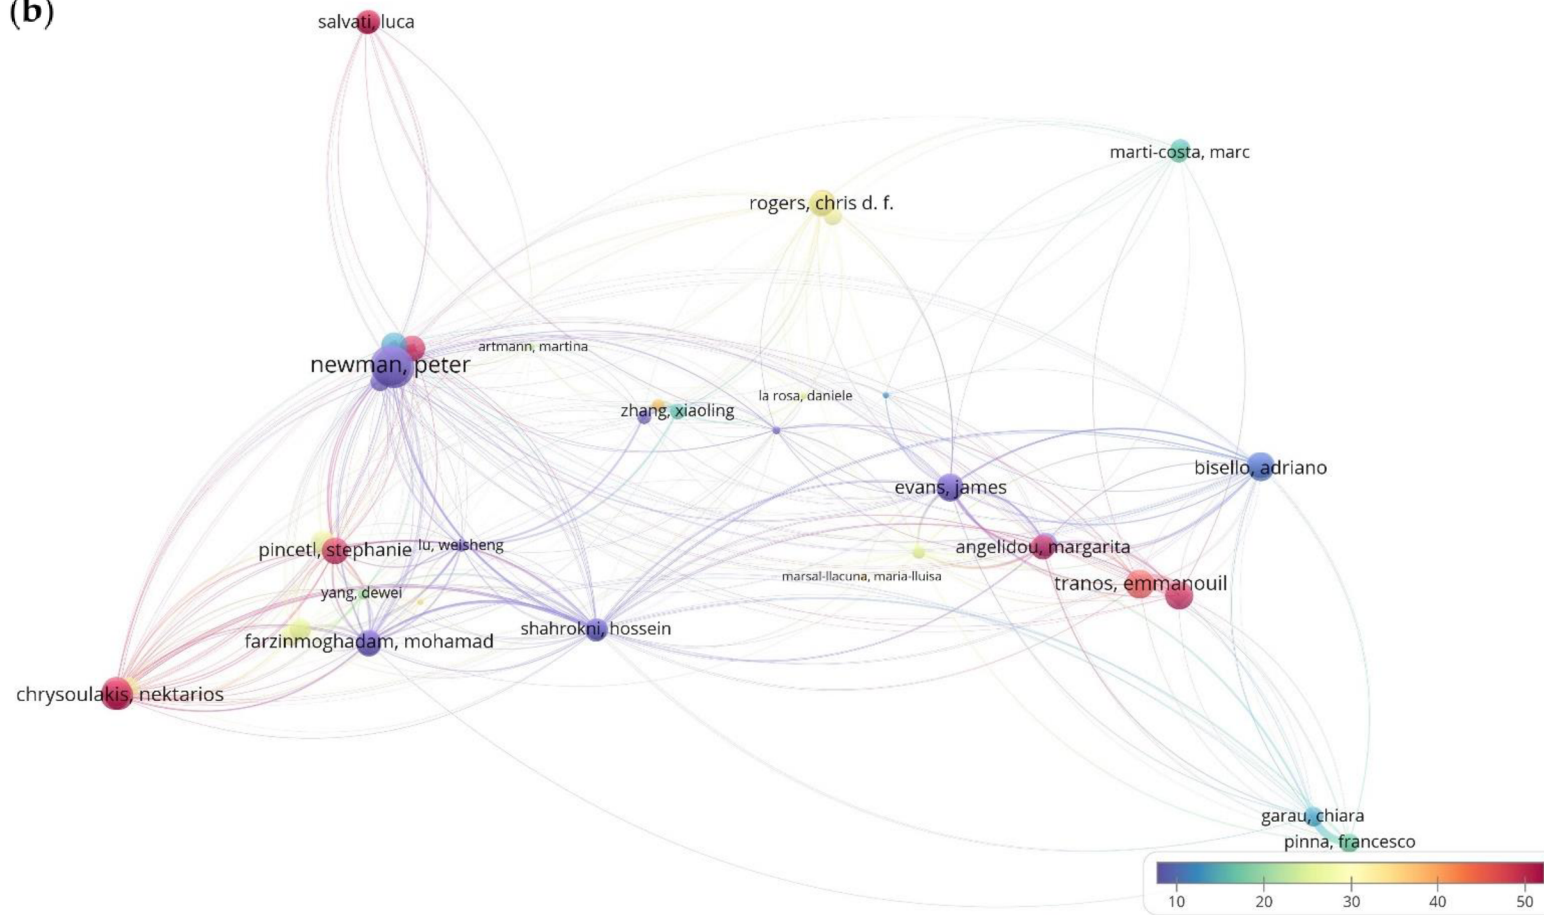 (b)
salvati, luca
marti-costa, marc
rogers, chris d. f.
artmann, martina
newman, peter
la rosa, daniele
zhang, xiaoling
bisello, adriano
evans, james
lu, weisheng
angelidou, margarita
pincetl, stephanie
marsal-llacuna, maria-lluisa
tranos, emmanouil
yang, dewei
shahrokni, hossein
farzinmoghadam, mohamad
chrysoulakis, nektarios
garau, chiara
pinna, francesco
10 20 30 40 50